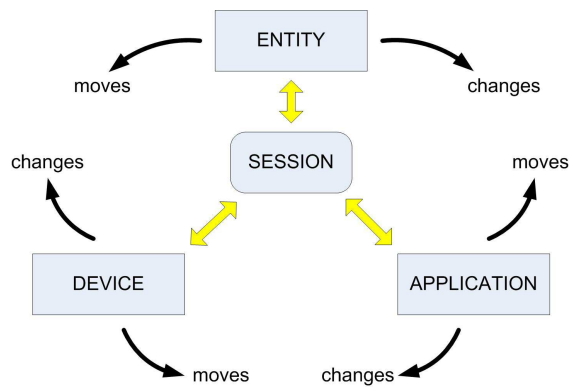 ENTITY
moves
changes
SESSION
changes
moves
DEVICE
APPLICATION
moves
changes